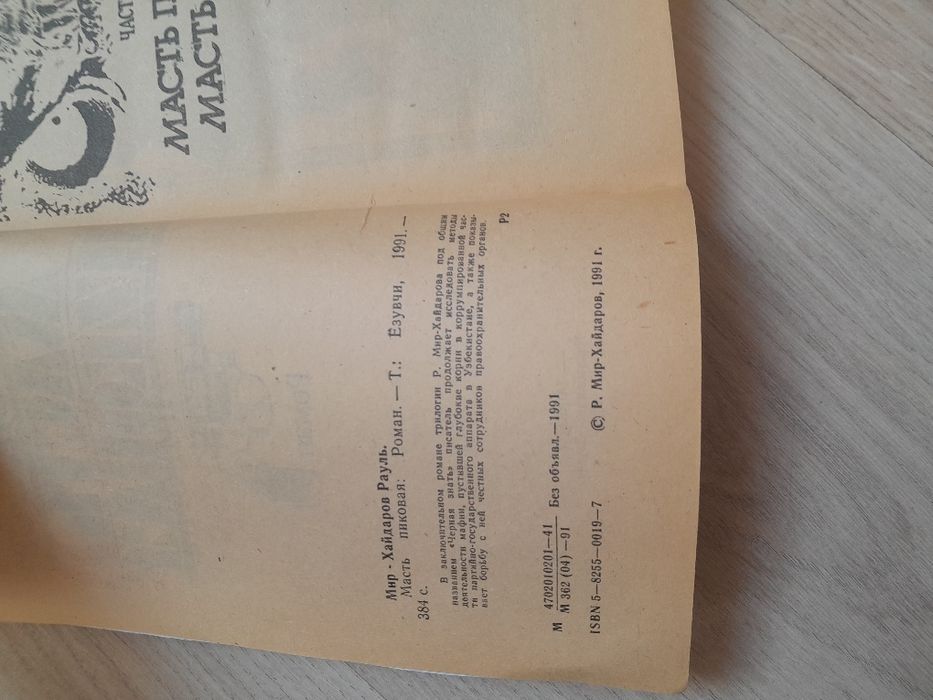 ЧАСТ
МАСТЬ П
МАСТЬ
Мир - Хайдаров Рауль.
Масть пиковая: Роман. — Т.: Ёзувчи, 1991.—
384 с.
В заключительном романе трилогии Р. Мир-Хайдарова под общим
названием «Черная знать» писатель продолжает исследовать методы
деятельности мафии, пустившей глубокие корни в коррумпированной час-
ти партийно-государственного аппарата в Узбекистане, а также показы-
вает борьбу с ней честных сотрудников правоохранительных органов.
Р2
М 4702010201—41 Без объявл.—1991
М 362 (04) —91
ISBN 5—8255—0019—7
© Р. Мир-Хайдаров, 1991 г.